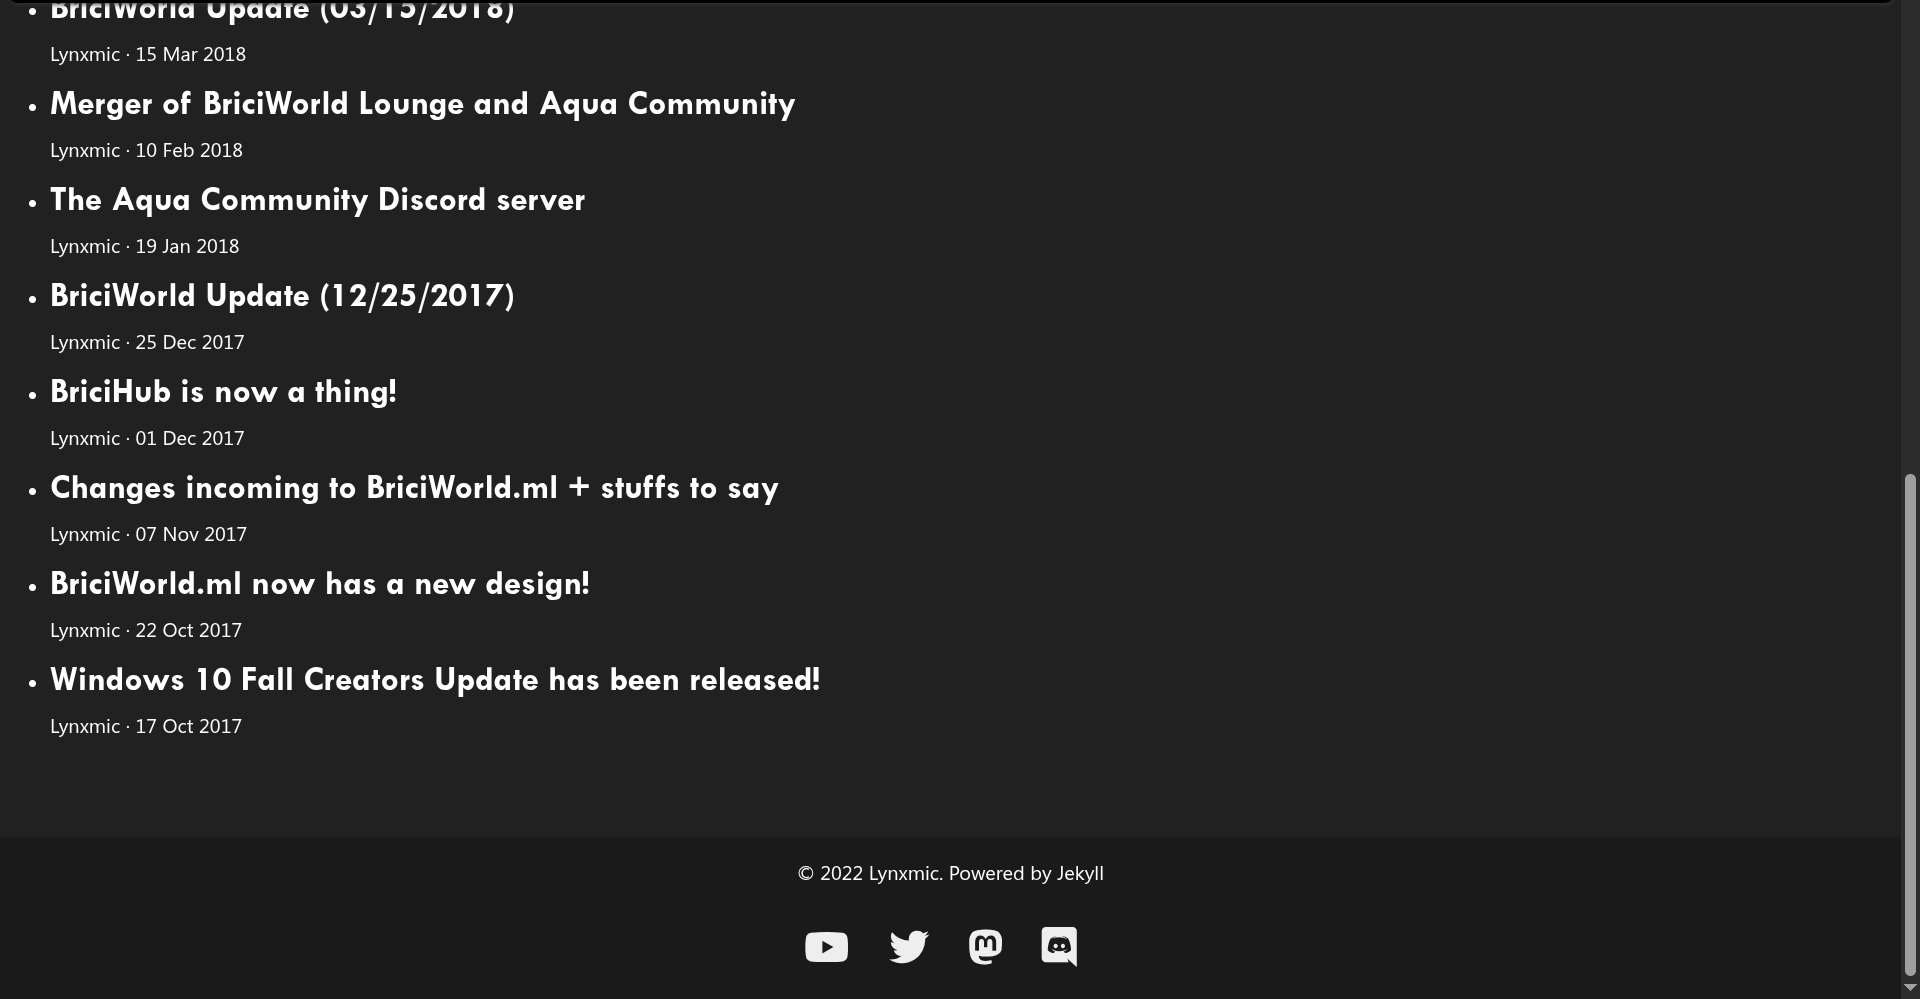 BriciWorld Update (03/15/2018)
Lynxmic · 15 Mar 2018
Merger of BriciWorld Lounge and Aqua Community
Lynxmic · 10 Feb 2018
The Aqua Community Discord server
Lynxmic · 19 Jan 2018
BriciWorld Update (12/25/2017)
Lynxmic · 25 Dec 2017
BriciHub is now a thing!
Lynxmic · 01 Dec 2017
Changes incoming to BriciWorld.ml + stuffs to say
Lynxmic · 07 Nov 2017
BriciWorld.ml now has a new design!
Lynxmic · 22 Oct 2017
Windows 10 Fall Creators Update has been released!
Lynxmic · 17 Oct 2017
© 2022 Lynxmic. Powered by Jekyll